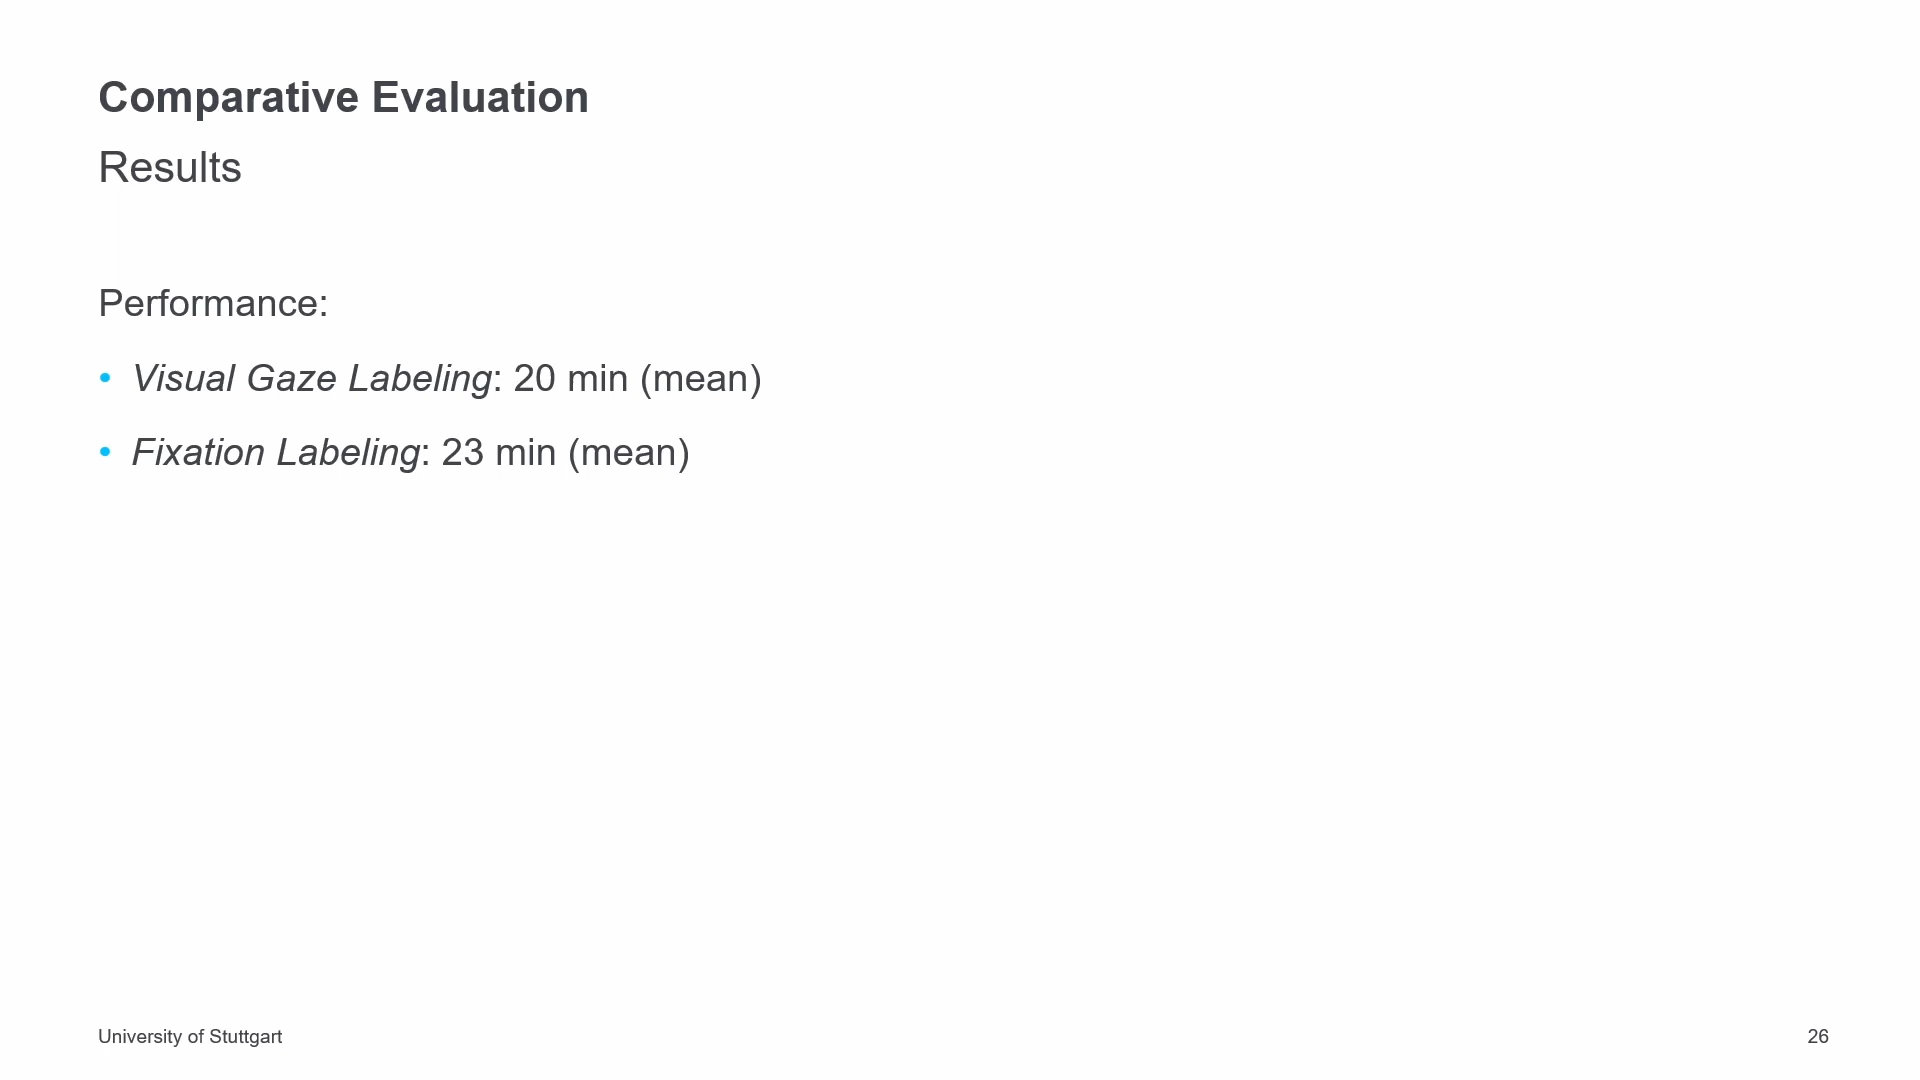 Comparative Evaluation
Results
Performance:
• Visual Gaze Labeling: 20 min (mean)
• Fixation Labeling: 23 min (mean)
University of Stuttgart
26